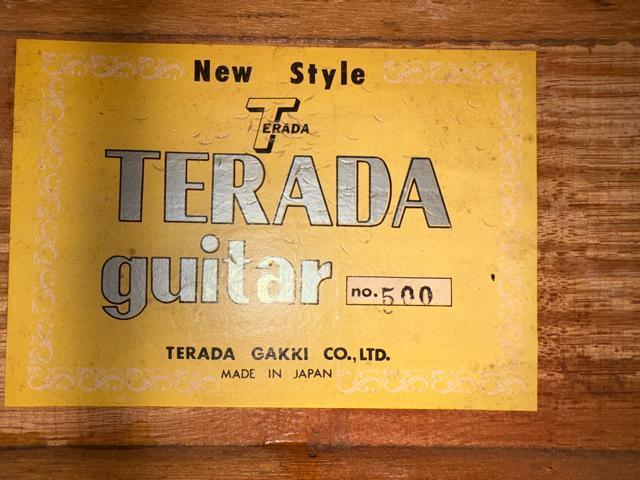 New Style
TERADA
TERADA
guitar no. 500
TERADA GAKKI CO., LTD.
MADE IN JAPAN